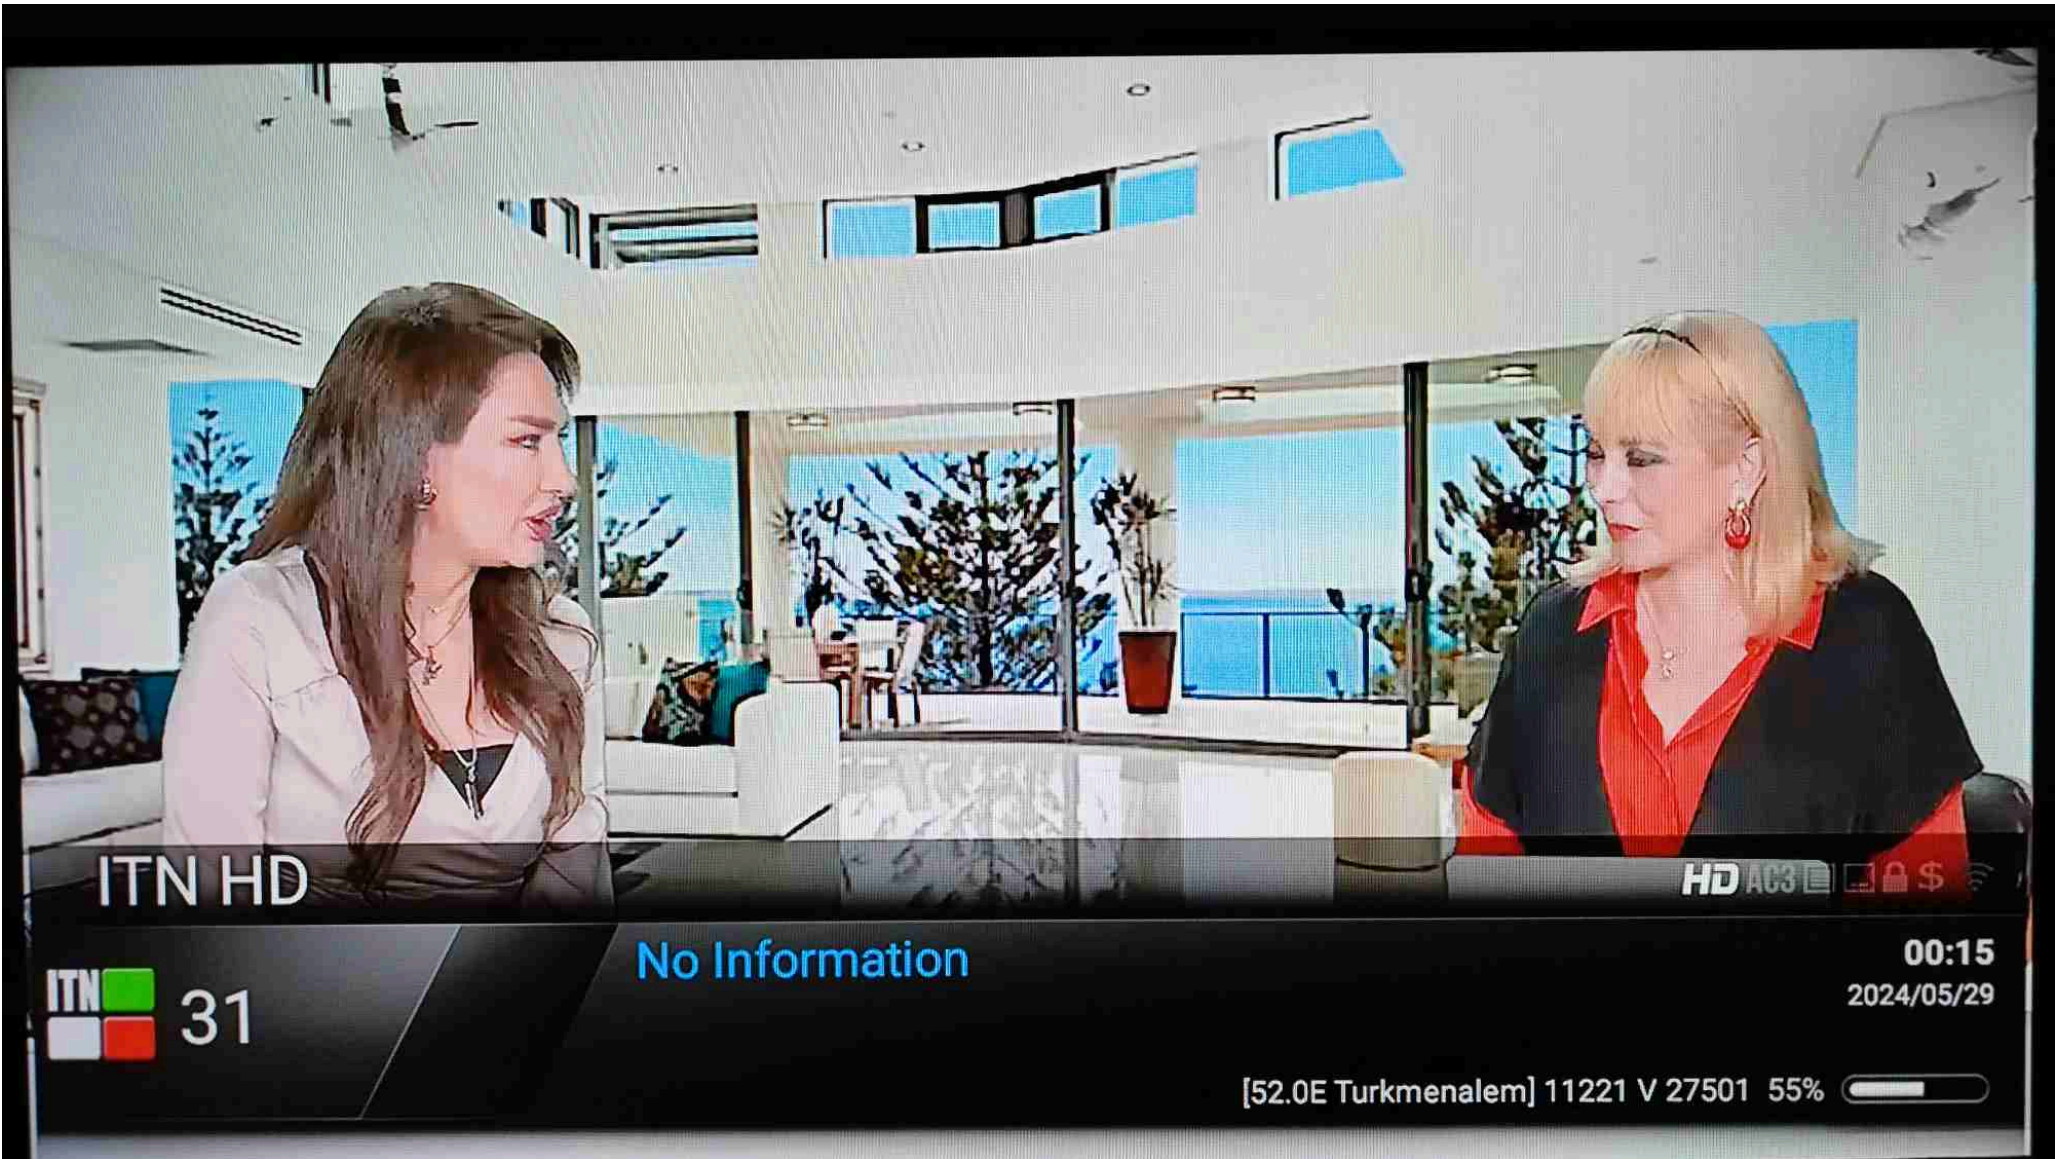 ITN HD
HD AC3 $
ITN
31
No Information
00:15
2024/05/29
[52.0E Turkmenalem] 11221 V 27501 55%